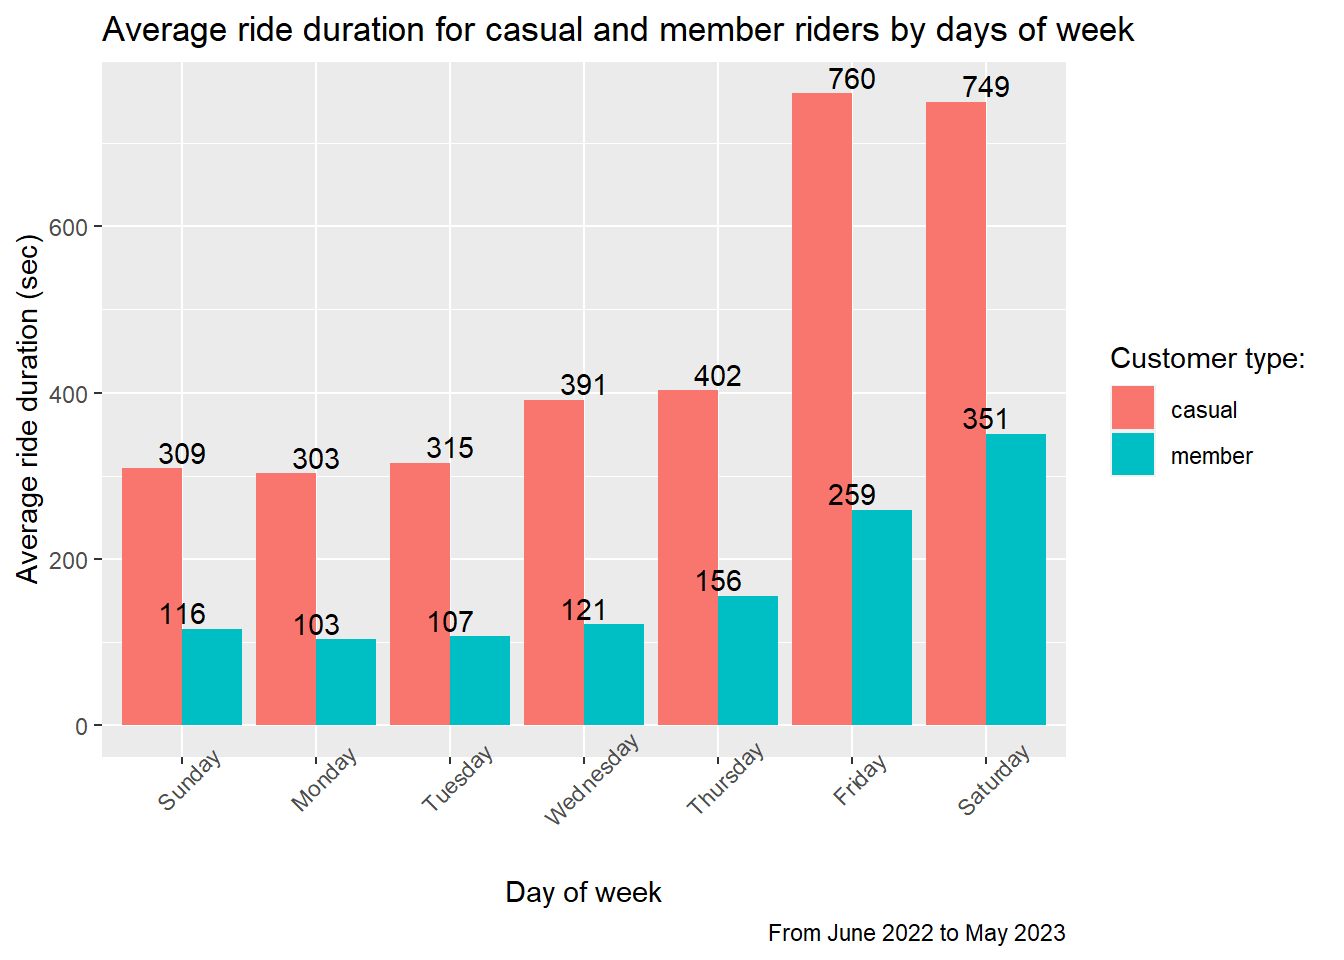 Average ride duration for casual and member riders by days of week
Average ride duration (sec)
600
400
200
0
309
303
315
391
402
760
749
116
103
107
121
156
259
351
Sunday
Monday
Tuesday
Wednesday
Thursday
Friday
Saturday
Day of week
Customer type:
casual
member
From June 2022 to May 2023